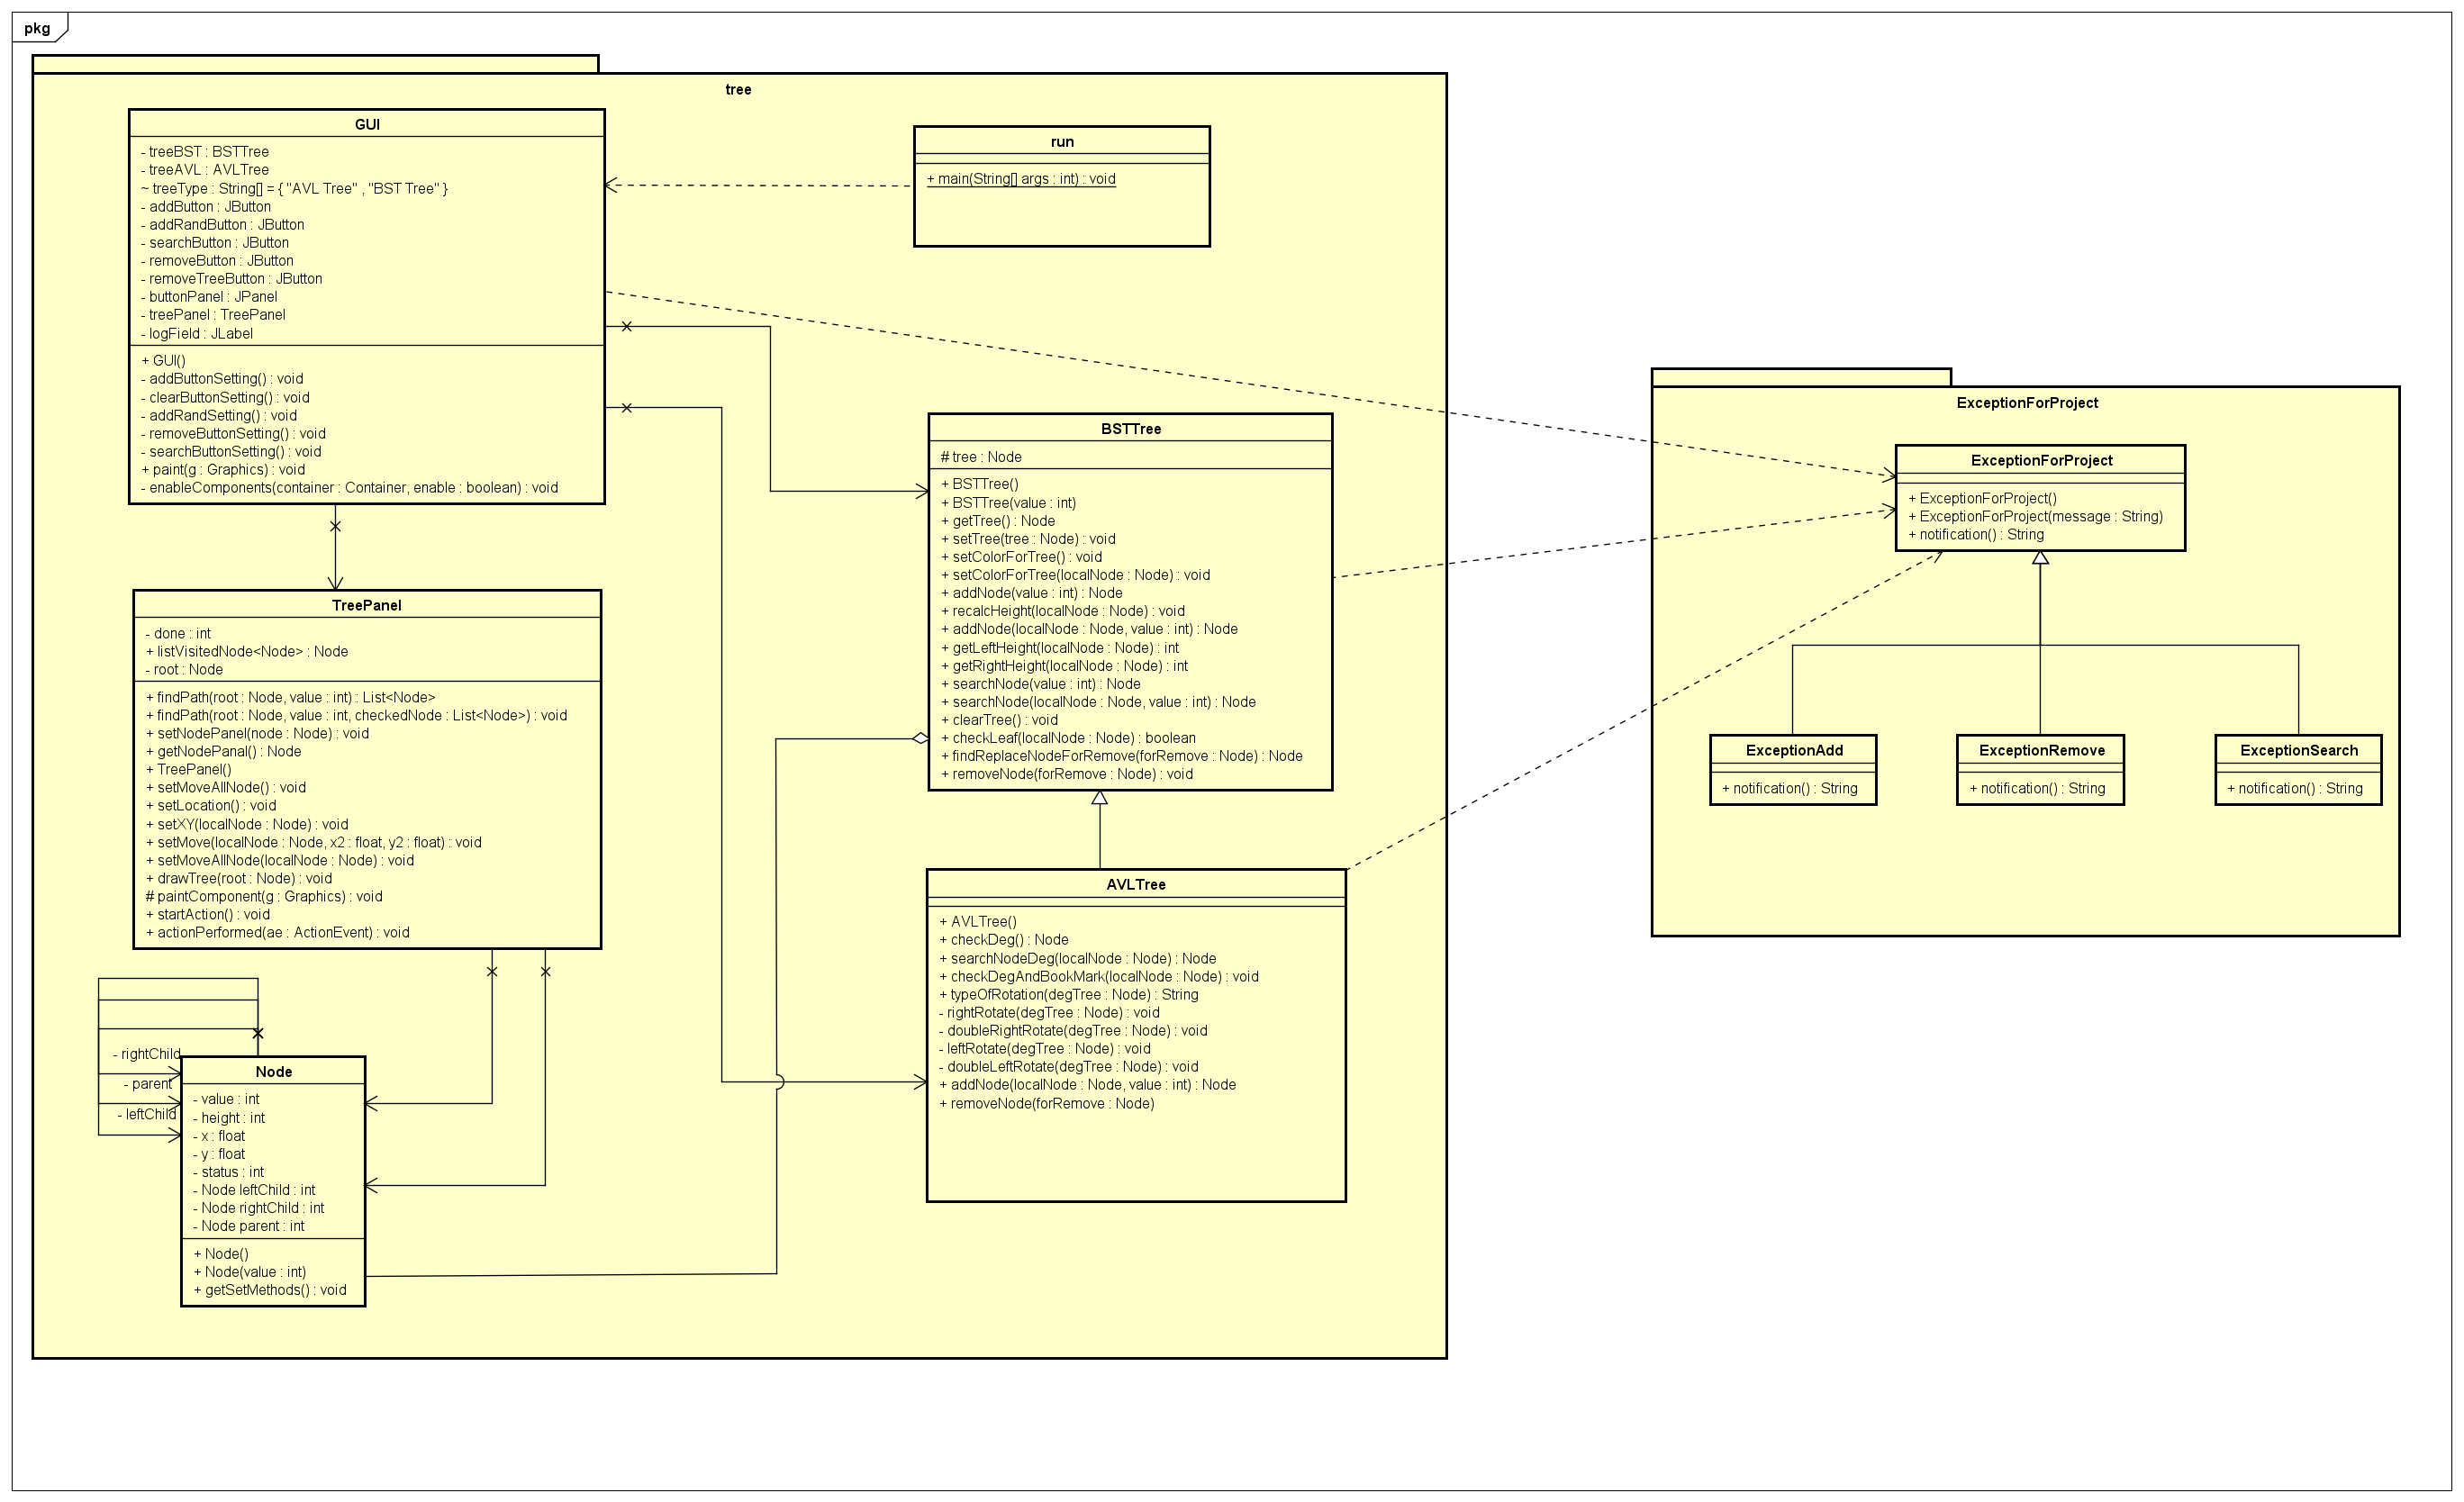 pkg
tree
GUI
- treeBST : BSTTree
- treeAVL : AVLTree
~ treeType : String[] = { "AVL Tree" , "BST Tree" }
- addButton : JButton
- addRandButton : JButton
- searchButton : JButton
- removeButton : JButton
- removeTreeButton : JButton
- buttonPanel : JPanel
- treePanel : TreePanel
- logField : JLabel
+ GUI()
- addButtonSetting() : void
- clearButtonSetting() : void
- addRandSetting() : void
- removeButtonSetting() : void
- searchButtonSetting() : void
+ paint(g : Graphics) : void
- enableComponents(container : Container, enable : boolean) : void
run
+ main(String[] args : int) : void
TreePanel
- done : int
+ listVisitedNode<Node> : Node
- root : Node
+ findPath(root : Node, value : int) : List<Node>
+ findPath(root : Node, value : int, checkedNode : List<Node>) : void
+ setNodePanel(node : Node) : void
+ getNodePanal() : Node
+ TreePanel()
+ setMoveAllNode() : void
+ setLocation() : void
+ setXY(localNode : Node) : void
+ setMove(localNode : Node, x2 : float, y2 : float) : void
+ setMoveAllNode(localNode : Node) : void
+ drawTree(root : Node) : void
# paintComponent(g : Graphics) : void
+ startAction() : void
+ actionPerformed(ae : ActionEvent) : void
- rightChild
- parent
- leftChild
Node
- value : int
- height : int
- x : float
- y : float
- status : int
- Node leftChild : int
- Node rightChild : int
- Node parent : int
+ Node()
+ Node(value : int)
+ getSetMethods() : void
BSTTree
# tree : Node
+ BSTTree()
+ BSTTree(value : int)
+ getTree() : Node
+ setTree(tree : Node) : void
+ setColorForTree() : void
+ setColorForTree(localNode : Node) : void
+ addNode(value : int) : Node
+ recalcHeight(localNode : Node) : void
+ addNode(localNode : Node, value : int) : Node
+ getLeftHeight(localNode : Node) : int
+ getRightHeight(localNode : Node) : int
+ searchNode(value : int) : Node
+ searchNode(localNode : Node, value : int) : Node
+ clearTree() : void
+ checkLeaf(localNode : Node) : boolean
+ findReplaceNodeForRemove(forRemove : Node) : Node
+ removeNode(forRemove : Node) : void
AVLTree
+ AVLTree()
+ checkDeg() : Node
+ searchNodeDeg(localNode : Node) : Node
+ checkDegAndBookMark(localNode : Node) : void
+ typeOfRotation(degTree : Node) : String
- rightRotate(degTree : Node) : void
- doubleRightRotate(degTree : Node) : void
- leftRotate(degTree : Node) : void
- doubleLeftRotate(degTree : Node) : void
+ addNode(localNode : Node, value : int) : Node
+ removeNode(forRemove : Node)
ExceptionForProject
ExceptionForProject
+ ExceptionForProject()
+ ExceptionForProject(message : String)
+ notification() : String
ExceptionAdd
+ notification() : String
ExceptionRemove
+ notification() : String
ExceptionSearch
+ notification() : String